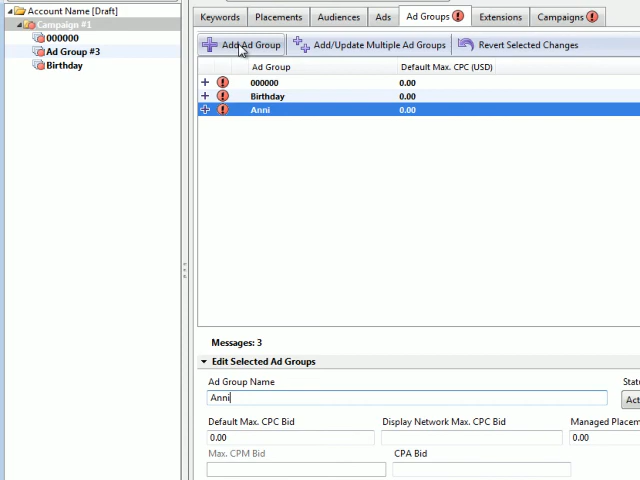 Account Name [Draft]
Campaign #1
000000
Ad Group #3
Birthday
Keywords Placements Audiences Ads Ad Groups Extensions Campaigns
Add Ad Group Add/Update Multiple Ad Groups Revert Selected Changes
Ad Group Default Max. CPC (USD)
000000 0.00
Birthday 0.00
Anni 0.00
Messages: 3
Edit Selected Ad Groups
Ad Group Name Statu
Anni Act
Default Max. CPC Bid Display Network Max. CPC Bid Managed Placem
0.00 0.00
Max. CPM Bid CPA Bid